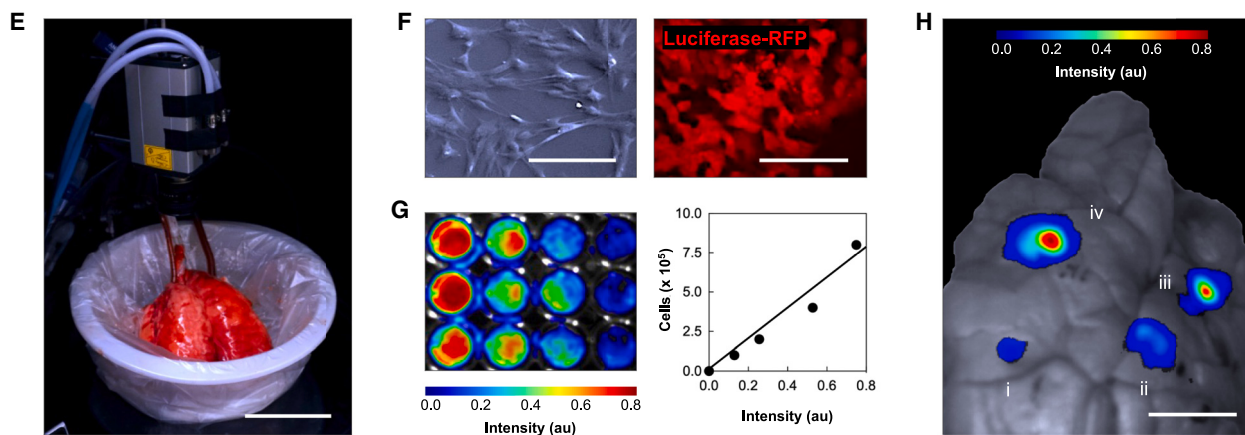 E
F
Luciferase-RFP
G
10.0
7.5
5.0
2.5
0.0
Cells (x 10⁵)
0.0 0.2 0.4 0.6 0.8
Intensity (au)
0.0 0.2 0.4 0.6 0.8
Intensity (au)
H
0.0 0.2 0.4 0.6 0.8
Intensity (au)
iv
iii
i
ii